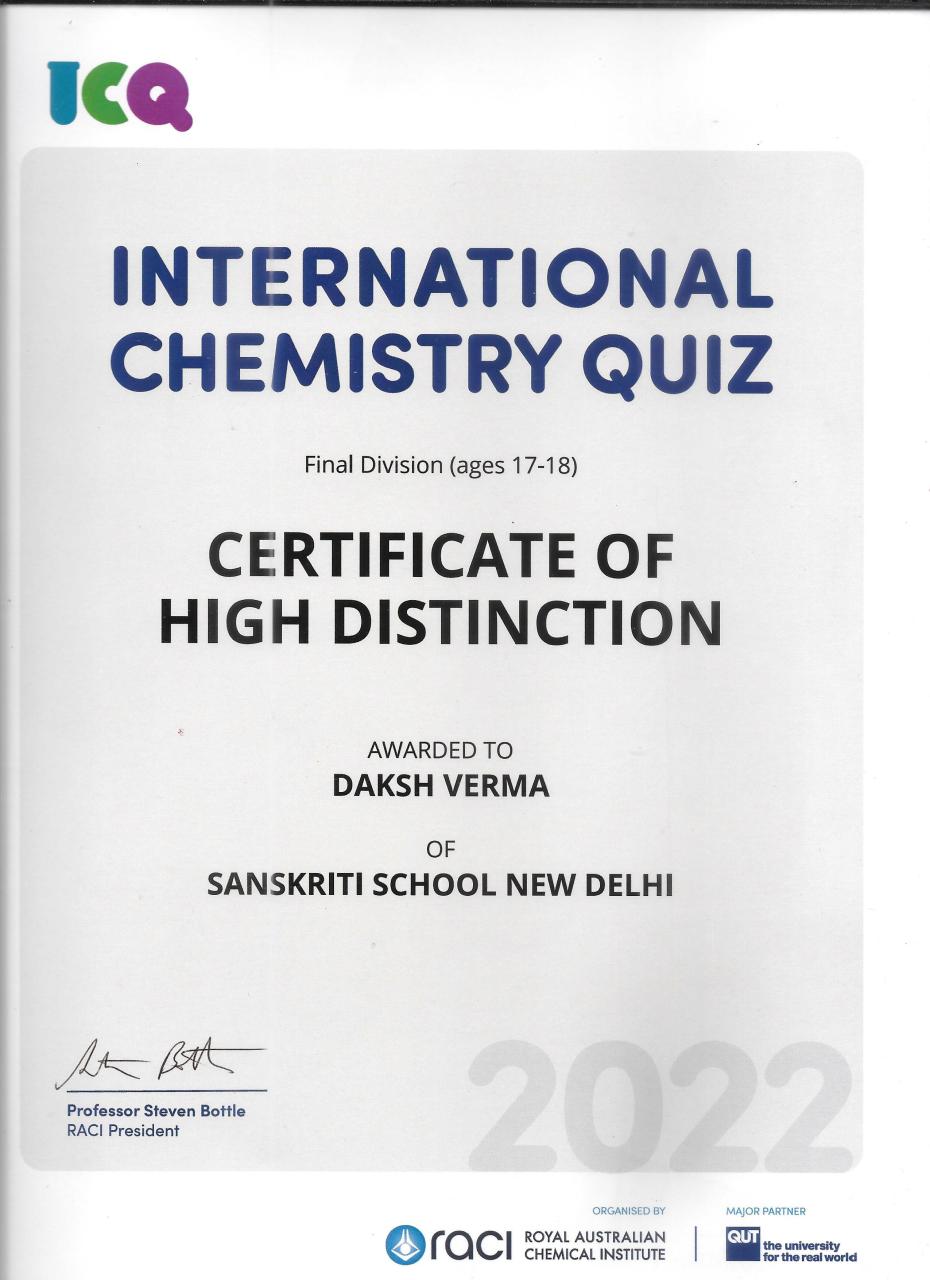 ICQ
INTERNATIONAL
CHEMISTRY QUIZ
Final Division (ages 17-18)
CERTIFICATE OF
HIGH DISTINCTION
AWARDED TO
DAKSH VERMA
OF
SANSKRITI SCHOOL NEW DELHI
Professor Steven Bottle
RACI President
2022
ORGANISED BY
raci ROYAL AUSTRALIAN
CHEMICAL INSTITUTE
MAJOR PARTNER
QUT the university
for the real world